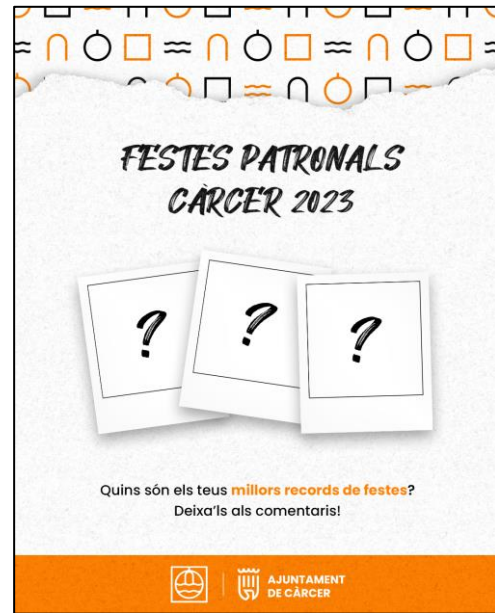 FESTES PATRONALS
CÀRCER 2023
? ? ?
Quins són els teus millors records de festes?
Deixa'ls als comentaris!
AJUNTAMENT
DE CÀRCER